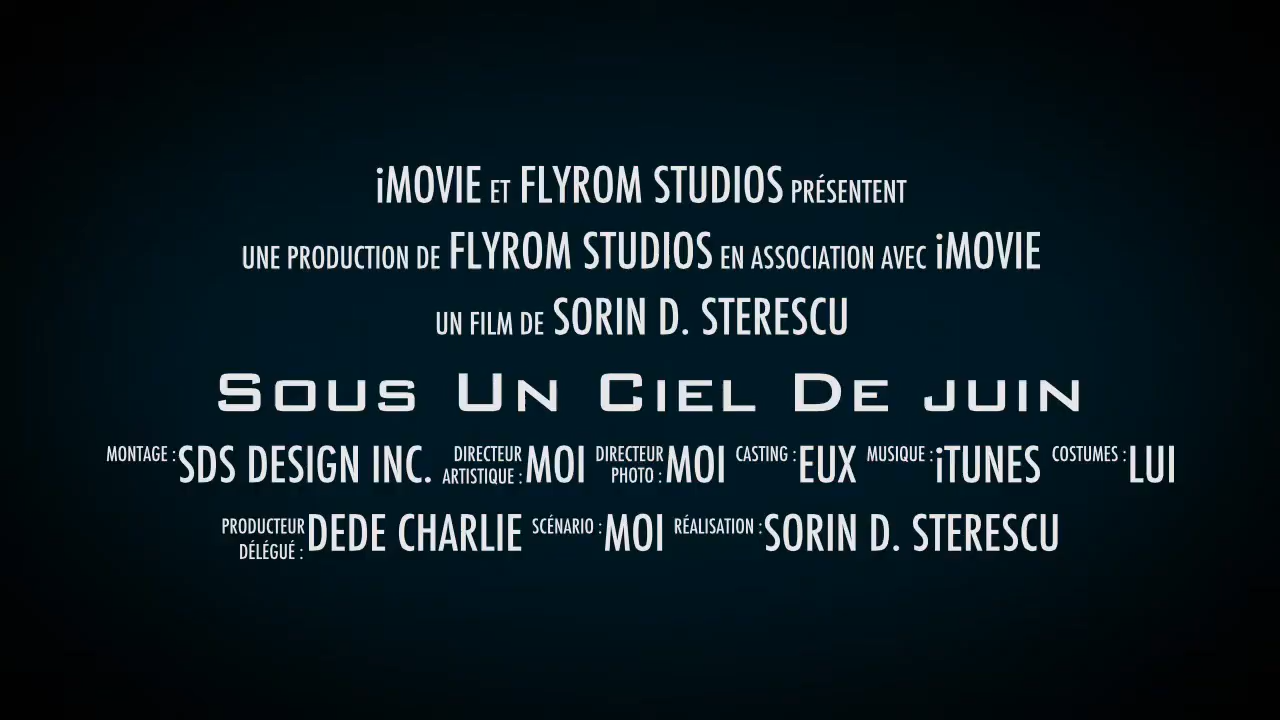 iMOVIE ET FLYROM STUDIOS PRÉSENTENT
UNE PRODUCTION DE FLYROM STUDIOS EN ASSOCIATION AVEC iMOVIE
UN FILM DE SORIN D. STERESCU
SOUS UN CIEL DE JUIN
MONTAGE : SDS DESIGN INC. DIRECTEUR ARTISTIQUE : MOI DIRECTEUR PHOTO : MOI CASTING : EUX MUSIQUE : iTUNES COSTUMES : LUI
PRODUCTEUR DÉLÉGUÉ : DEDE CHARLIE SCÉNARIO : MOI RÉALISATION : SORIN D. STERESCU